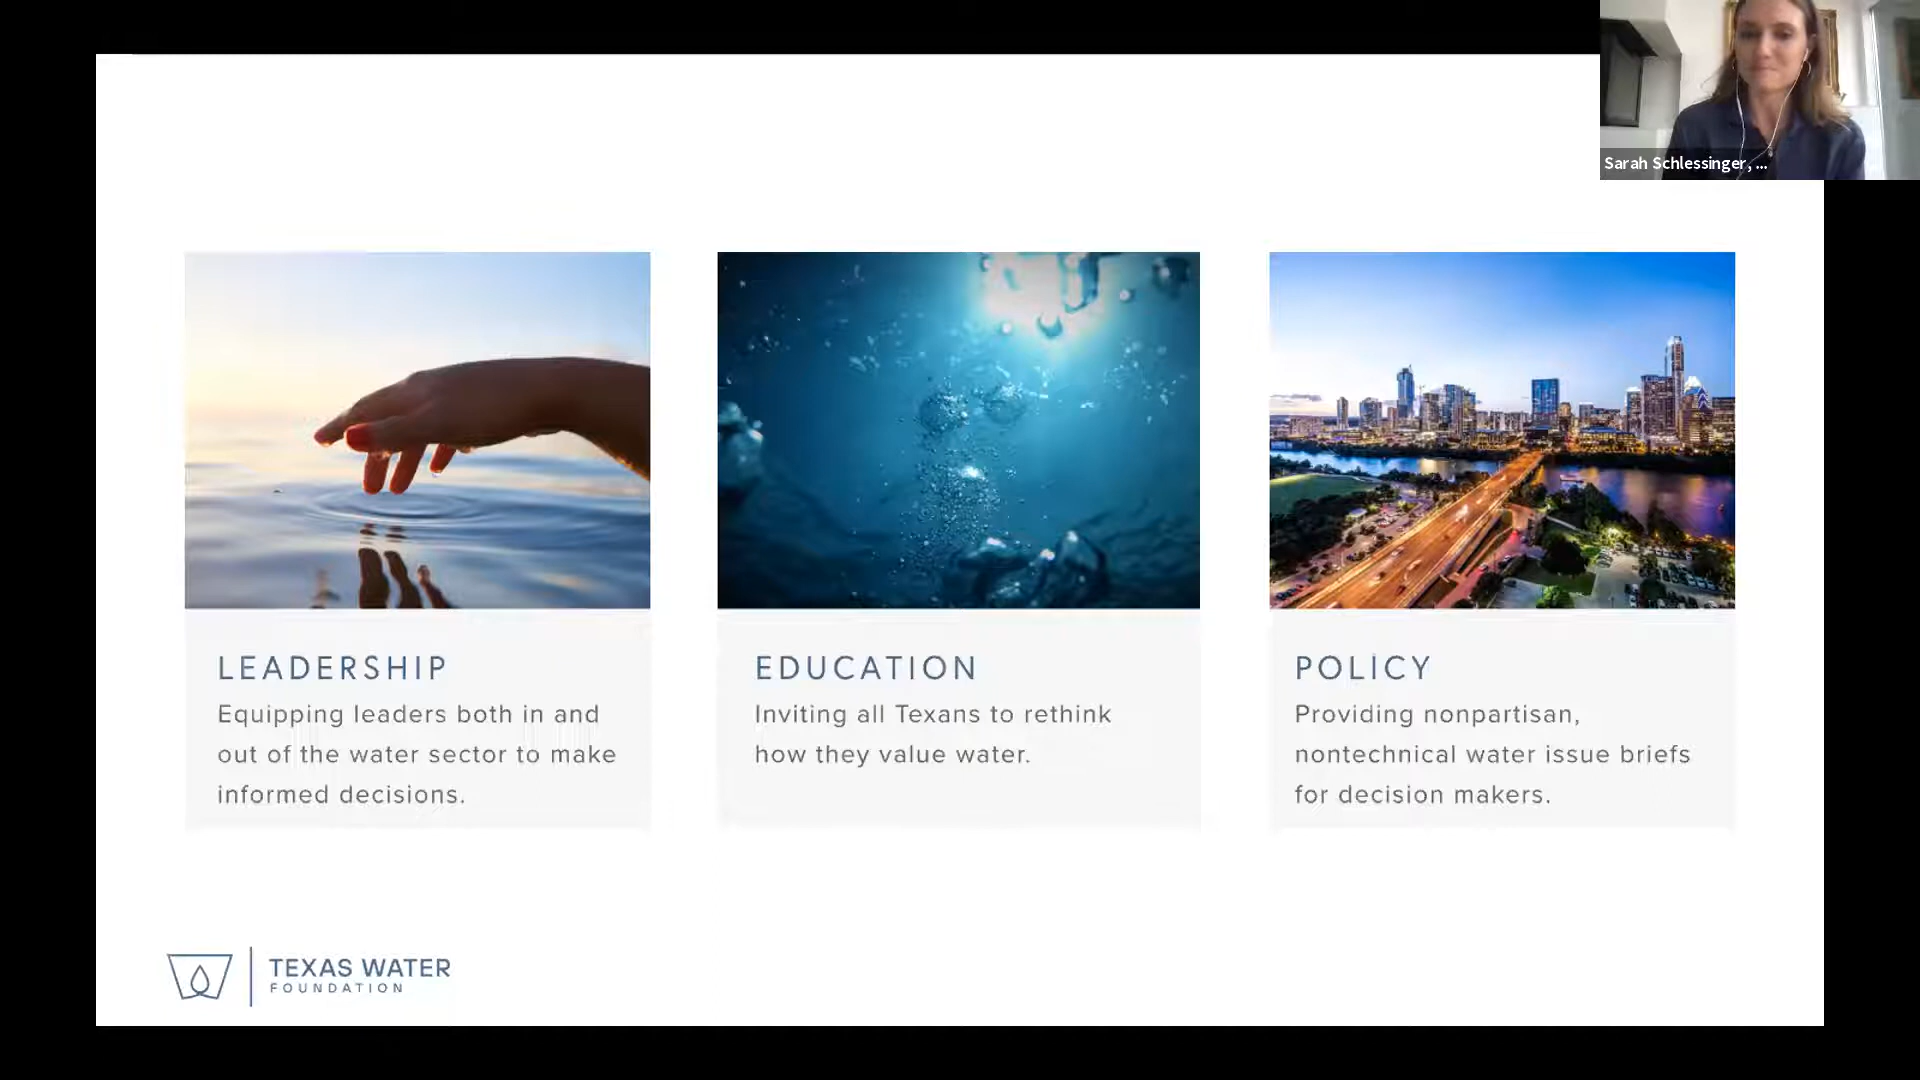 Sarah Schlessinger, ...
LEADERSHIP
Equipping leaders both in and
out of the water sector to make
informed decisions.
EDUCATION
Inviting all Texans to rethink
how they value water.
POLICY
Providing nonpartisan,
nontechnical water issue briefs
for decision makers.
TEXAS WATER
FOUNDATION